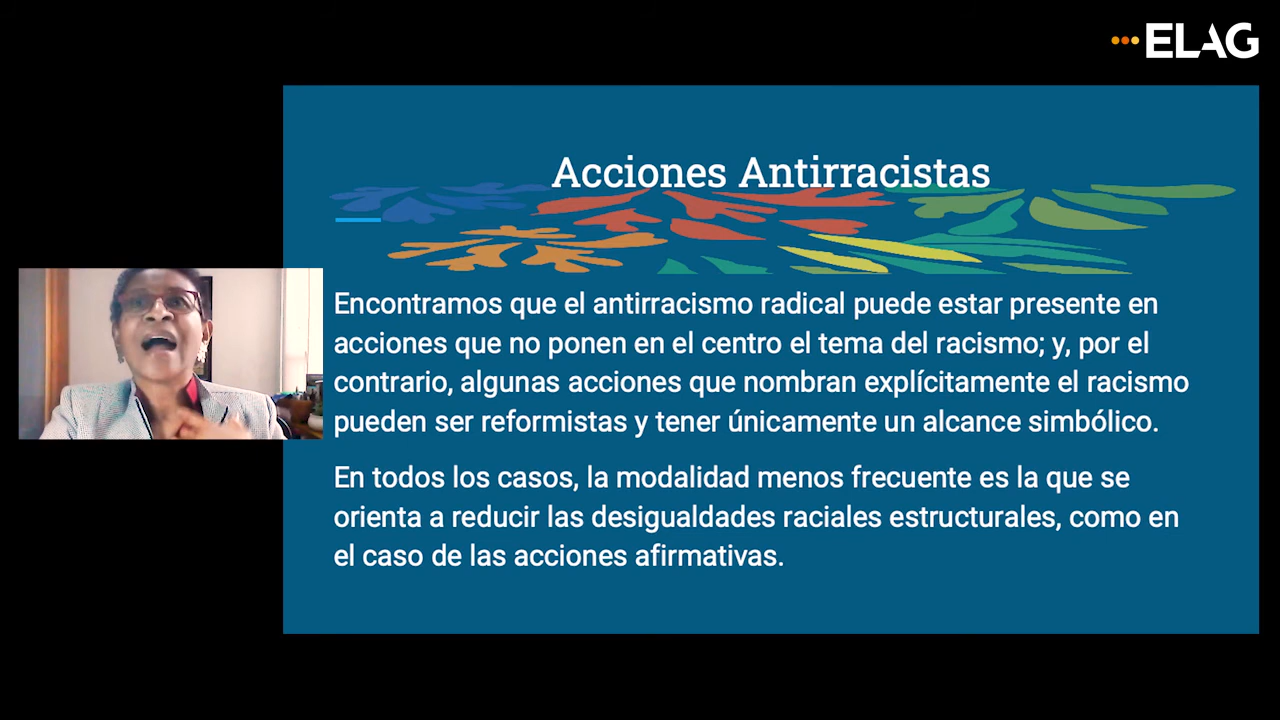 ELAG
Acciones Antirracistas
Encontramos que el antirracismo radical puede estar presente en
acciones que no ponen en el centro el tema del racismo; y, por el
contrario, algunas acciones que nombran explícitamente el racismo
pueden ser reformistas y tener únicamente un alcance simbólico.
En todos los casos, la modalidad menos frecuente es la que se
orienta a reducir las desigualdades raciales estructurales, como en
el caso de las acciones afirmativas.